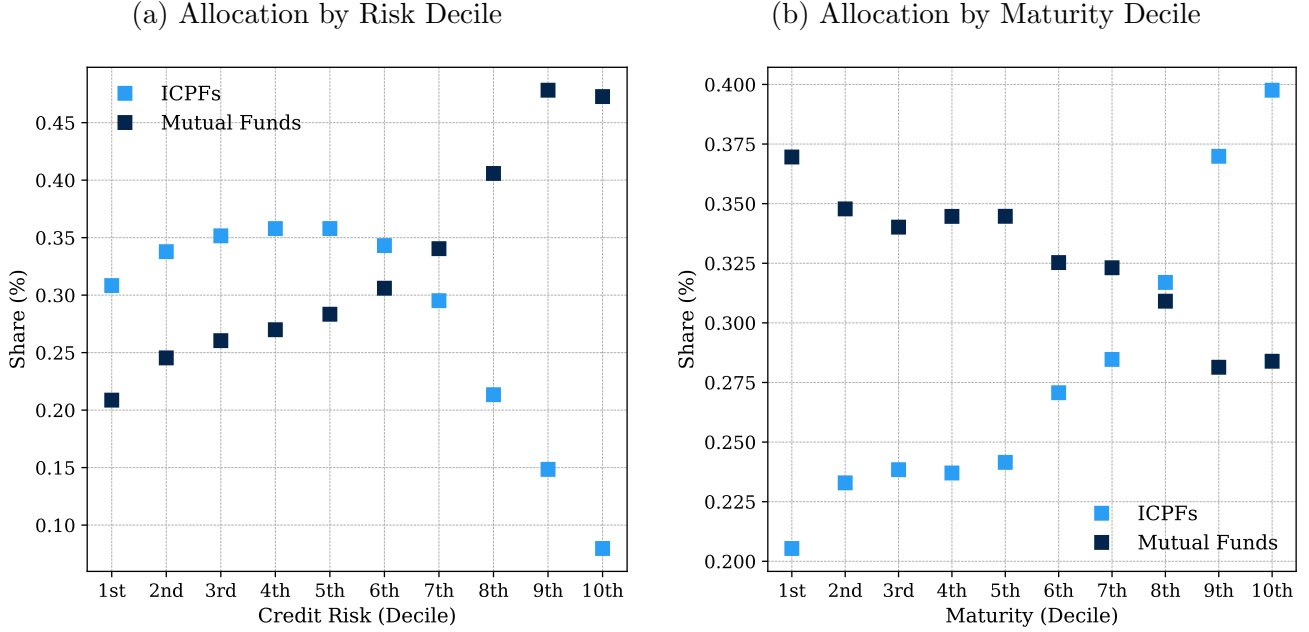 (a) Allocation by Risk Decile
ICPFs
Mutual Funds
0.45
0.40
0.35
0.30
0.25
0.20
0.15
0.10
Share (%)
1st 2nd 3rd 4th 5th 6th 7th 8th 9th 10th
Credit Risk (Decile)
(b) Allocation by Maturity Decile
0.400
0.375
0.350
0.325
0.300
0.275
0.250
0.225
0.200
Share (%)
ICPFs
Mutual Funds
1st 2nd 3rd 4th 5th 6th 7th 8th 9th 10th
Maturity (Decile)